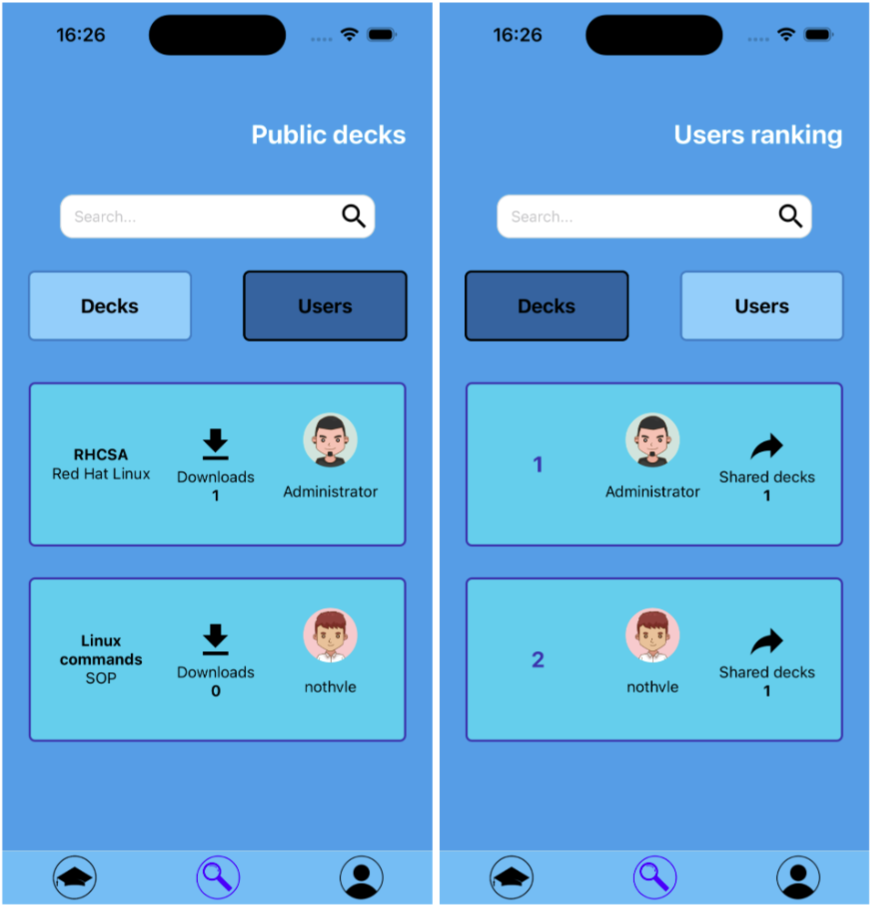 16:26
Public decks
Search...
Decks
Users
RHCSA
Red Hat Linux
Downloads
1
Administrator
Linux
commands
SOP
Downloads
0
nothvle
16:26
Users ranking
Search...
Decks
Users
1
Administrator
Shared decks
1
2
nothvle
Shared decks
1